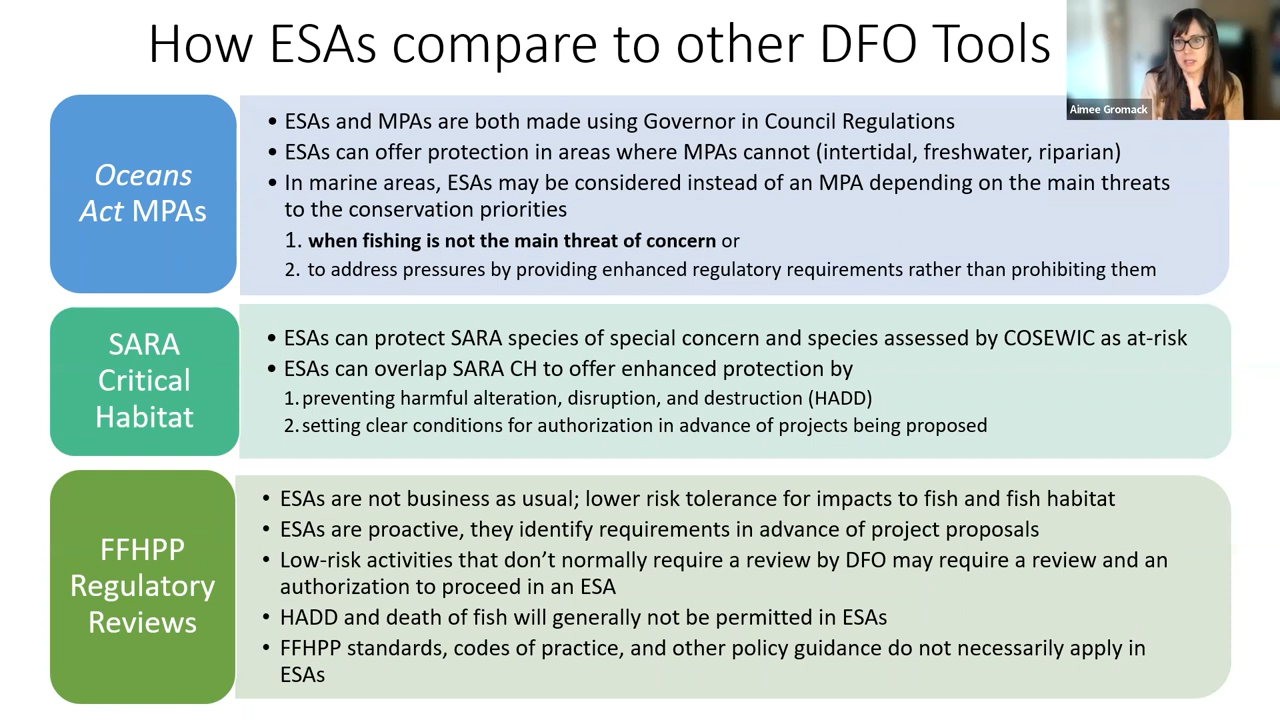 How ESAs compare to other DFO Tools
Aimee Gromack
Oceans
Act MPAs
• ESAs and MPAs are both made using Governor in Council Regulations
• ESAs can offer protection in areas where MPAs cannot (intertidal, freshwater, riparian)
• In marine areas, ESAs may be considered instead of an MPA depending on the main threats
to the conservation priorities
1. when fishing is not the main threat of concern or
2. to address pressures by providing enhanced regulatory requirements rather than prohibiting them
SARA
Critical
Habitat
• ESAs can protect SARA species of special concern and species assessed by COSEWIC as at-risk
• ESAs can overlap SARA CH to offer enhanced protection by
1. preventing harmful alteration, disruption, and destruction (HADD)
2. setting clear conditions for authorization in advance of projects being proposed
FFHPP
Regulatory
Reviews
• ESAs are not business as usual; lower risk tolerance for impacts to fish and fish habitat
• ESAs are proactive, they identify requirements in advance of project proposals
• Low-risk activities that don’t normally require a review by DFO may require a review and an
authorization to proceed in an ESA
• HADD and death of fish will generally not be permitted in ESAs
• FFHPP standards, codes of practice, and other policy guidance do not necessarily apply in
ESAs